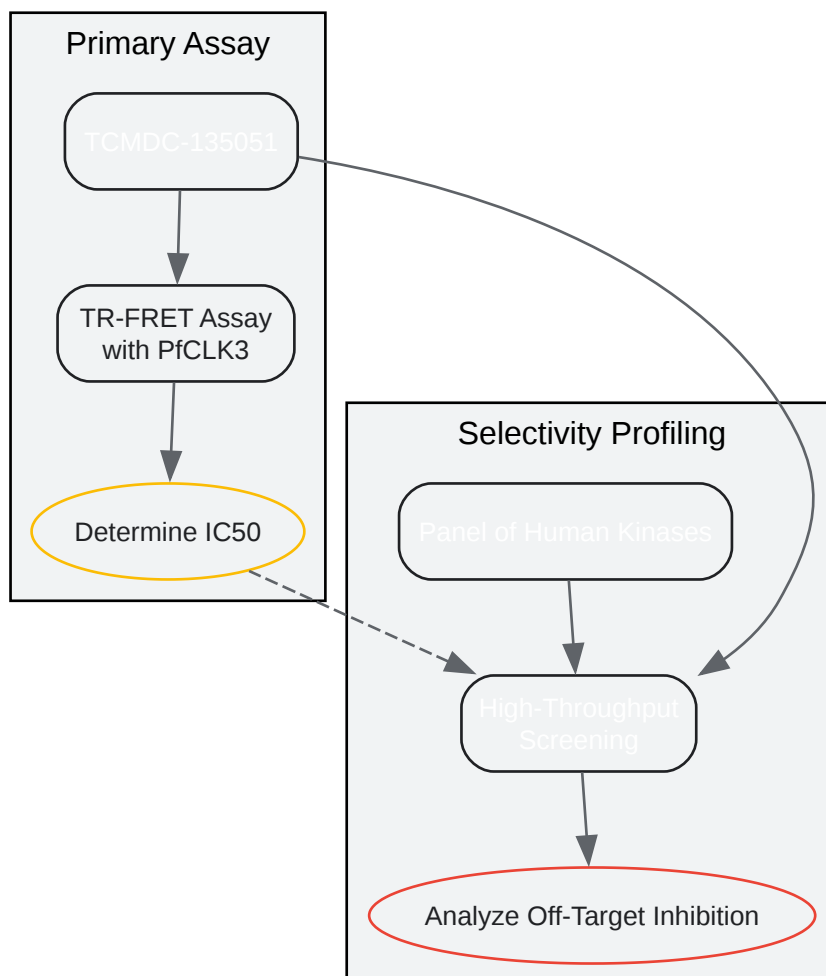 Primary Assay
TCMDC-135051
TR-FRET Assay
with PfCLK3
Determine IC50
Selectivity Profiling
Panel of Human Kinases
High-Throughput
Screening
Analyze Off-Target Inhibition